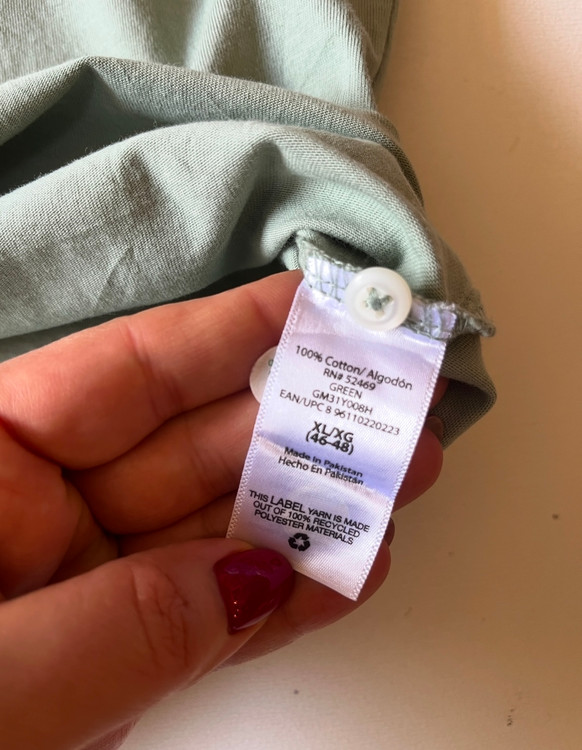 100% Cotton/ Algodón
RN# 52469
GREEN
GM31Y008H
EAN/UPC 8 96110220223
XL/XG
(46-48)
Made in Pakistan
Hecho En Pakistán
THIS LABEL YARN IS MADE
OUT OF 100% RECYCLED
POLYESTER MATERIALS